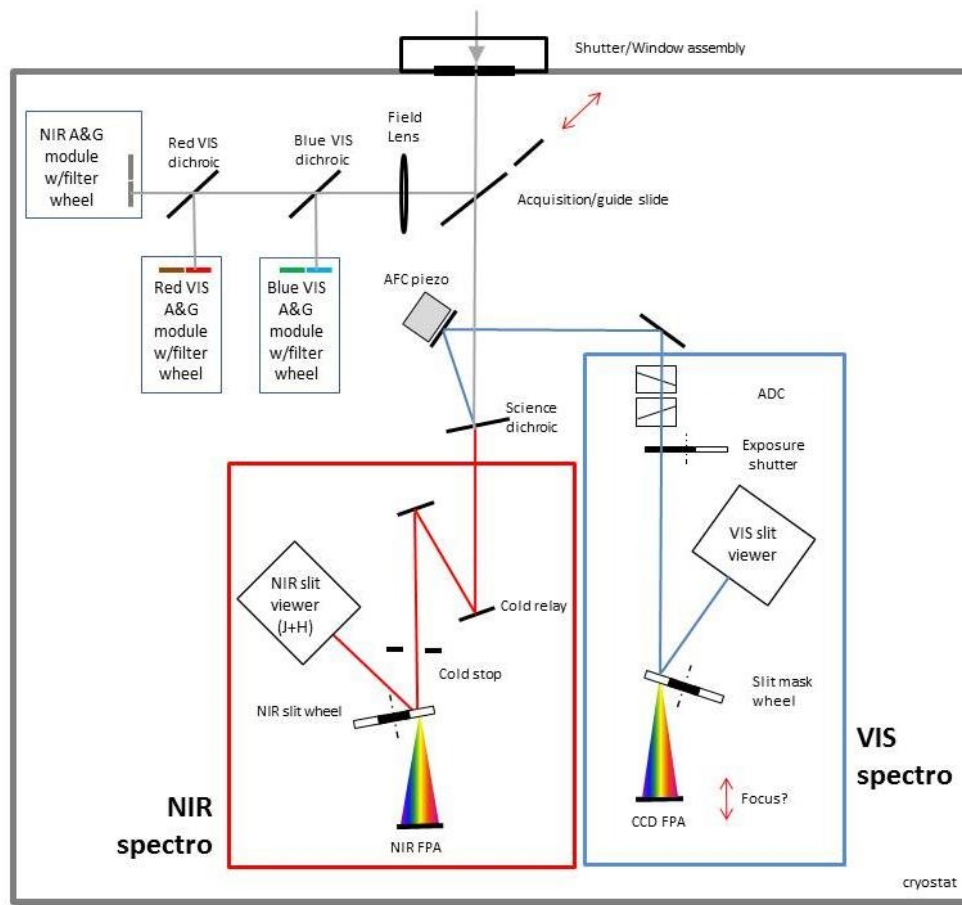 Shutter/Window assembly
NIR A&G
module
w/filter
wheel
Red VIS
dichroic
Blue VIS
dichroic
Field
Lens
Acquisition/guide slide
Red VIS
A&G
module
w/filter
wheel
Blue VIS
A&G
module
w/filter
wheel
AFC piezo
Science
dichroic
ADC
Exposure
shutter
VIS slit
viewer
NIR slit
viewer
(J+H)
Cold relay
Cold stop
NIR slit wheel
Slit mask
wheel
VIS
spectro
Focus?
CCD FPA
NIR
spectro
NIR FPA
cryostat